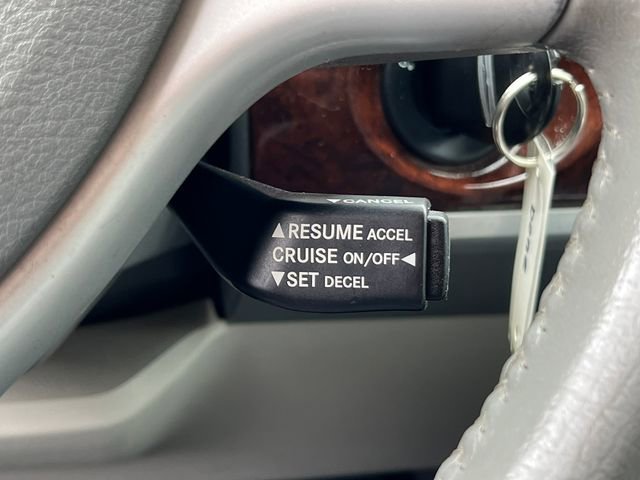 ▼CANCEL
▲RESUME ACCEL
CRUISE ON/OFF◀
▼SET DECEL